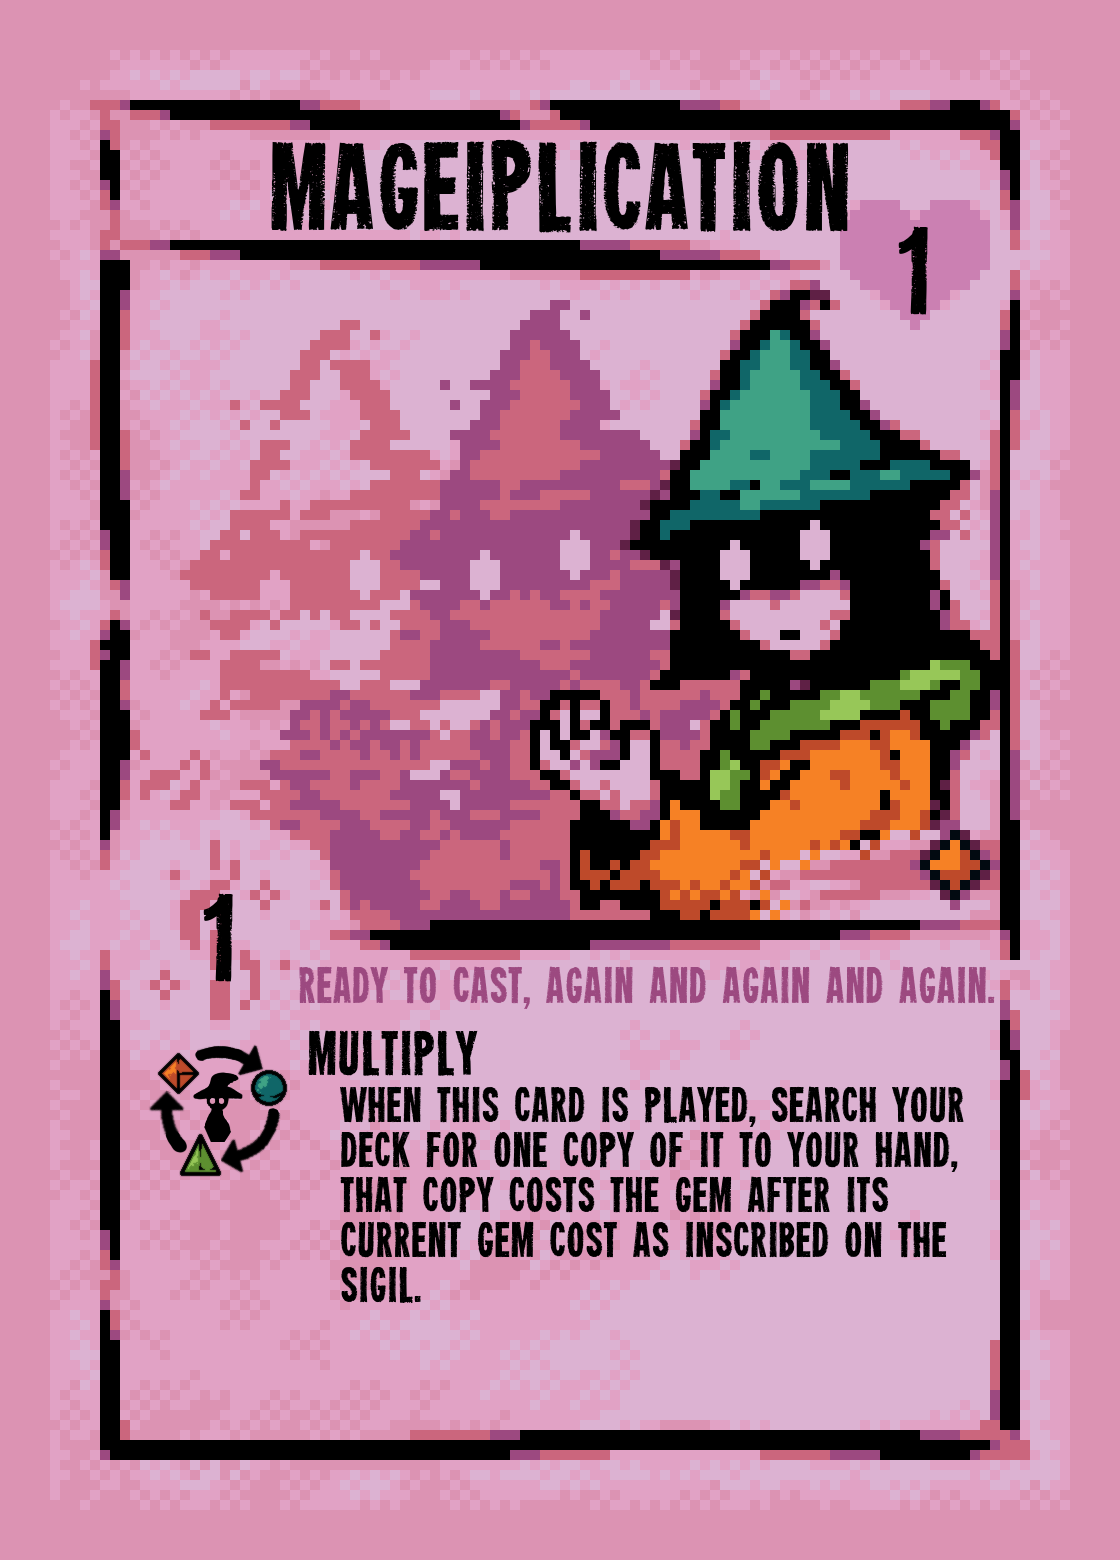 MAGEIPLICATION
1
1
READY TO CAST, AGAIN AND AGAIN AND AGAIN.
MULTIPLY
WHEN THIS CARD IS PLAYED, SEARCH YOUR
DECK FOR ONE COPY OF IT TO YOUR HAND,
THAT COPY COSTS THE GEM AFTER ITS
CURRENT GEM COST AS INSCRIBED ON THE
SIGIL.